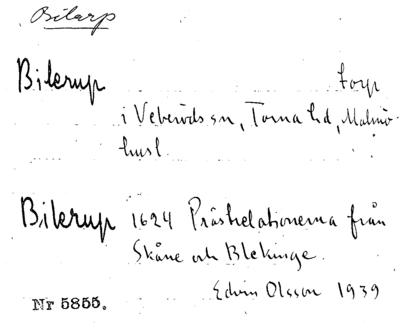 Bilarp
Bilerup torp
i Veberöds sn, Torna hd, Malmö-
husl.
Bilerup 1624 Prästrelationerna från
Skåne och Blekinge.
Edvin Olsson 1939
Nr 5855.